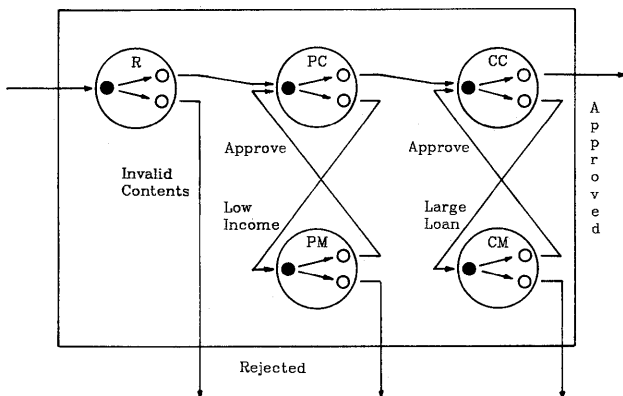 R
PC
CC
Invalid
Contents
Approve
Low
Income
PM
Approve
Large
Loan
CM
A
p
p
r
o
v
e
d
Rejected